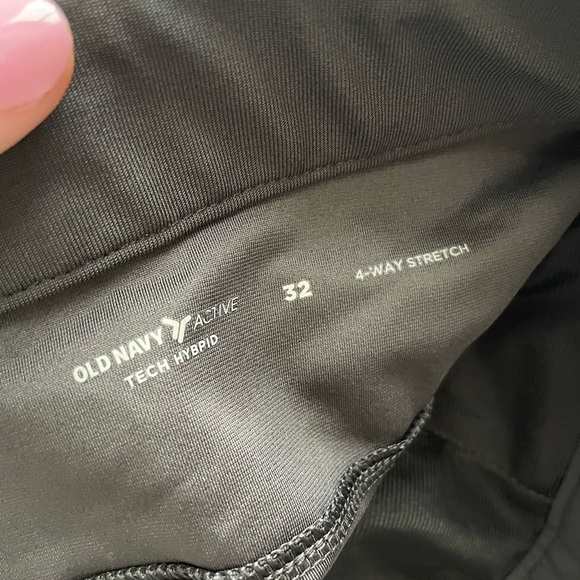 OLD NAVY ACTIVE
TECH HYBRID
32
4-WAY STRETCH